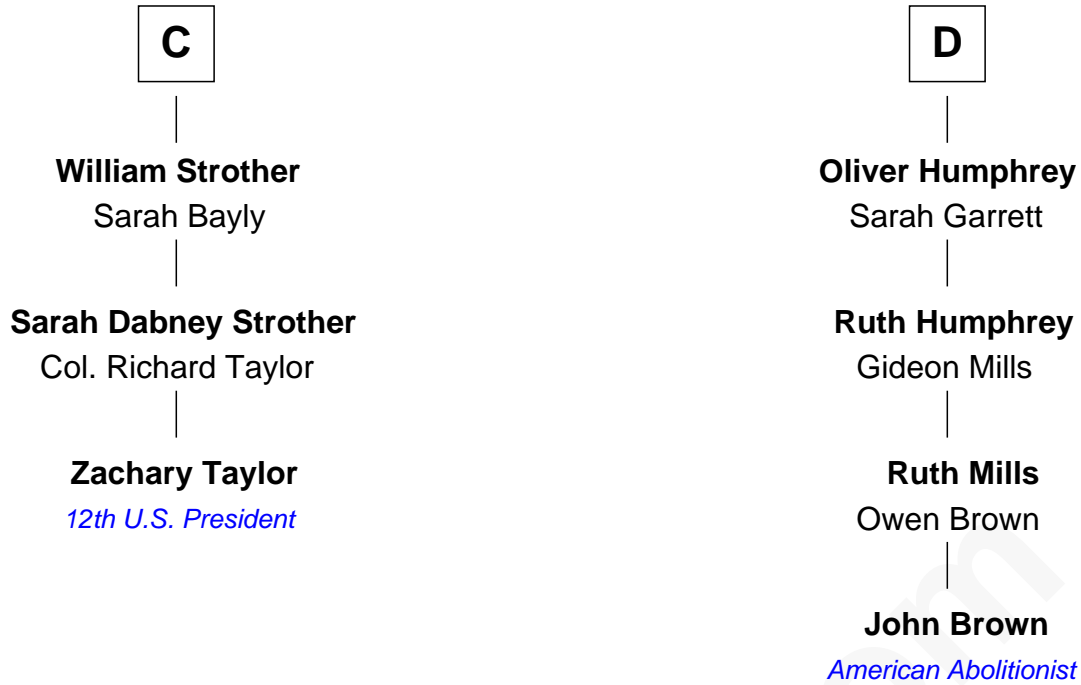 C
William Strother
Sarah Bayly
Sarah Dabney Strother
Col. Richard Taylor
Zachary Taylor
12th U.S. President
D
Oliver Humphrey
Sarah Garrett
Ruth Humphrey
Gideon Mills
Ruth Mills
Owen Brown
John Brown
American Abolitionist